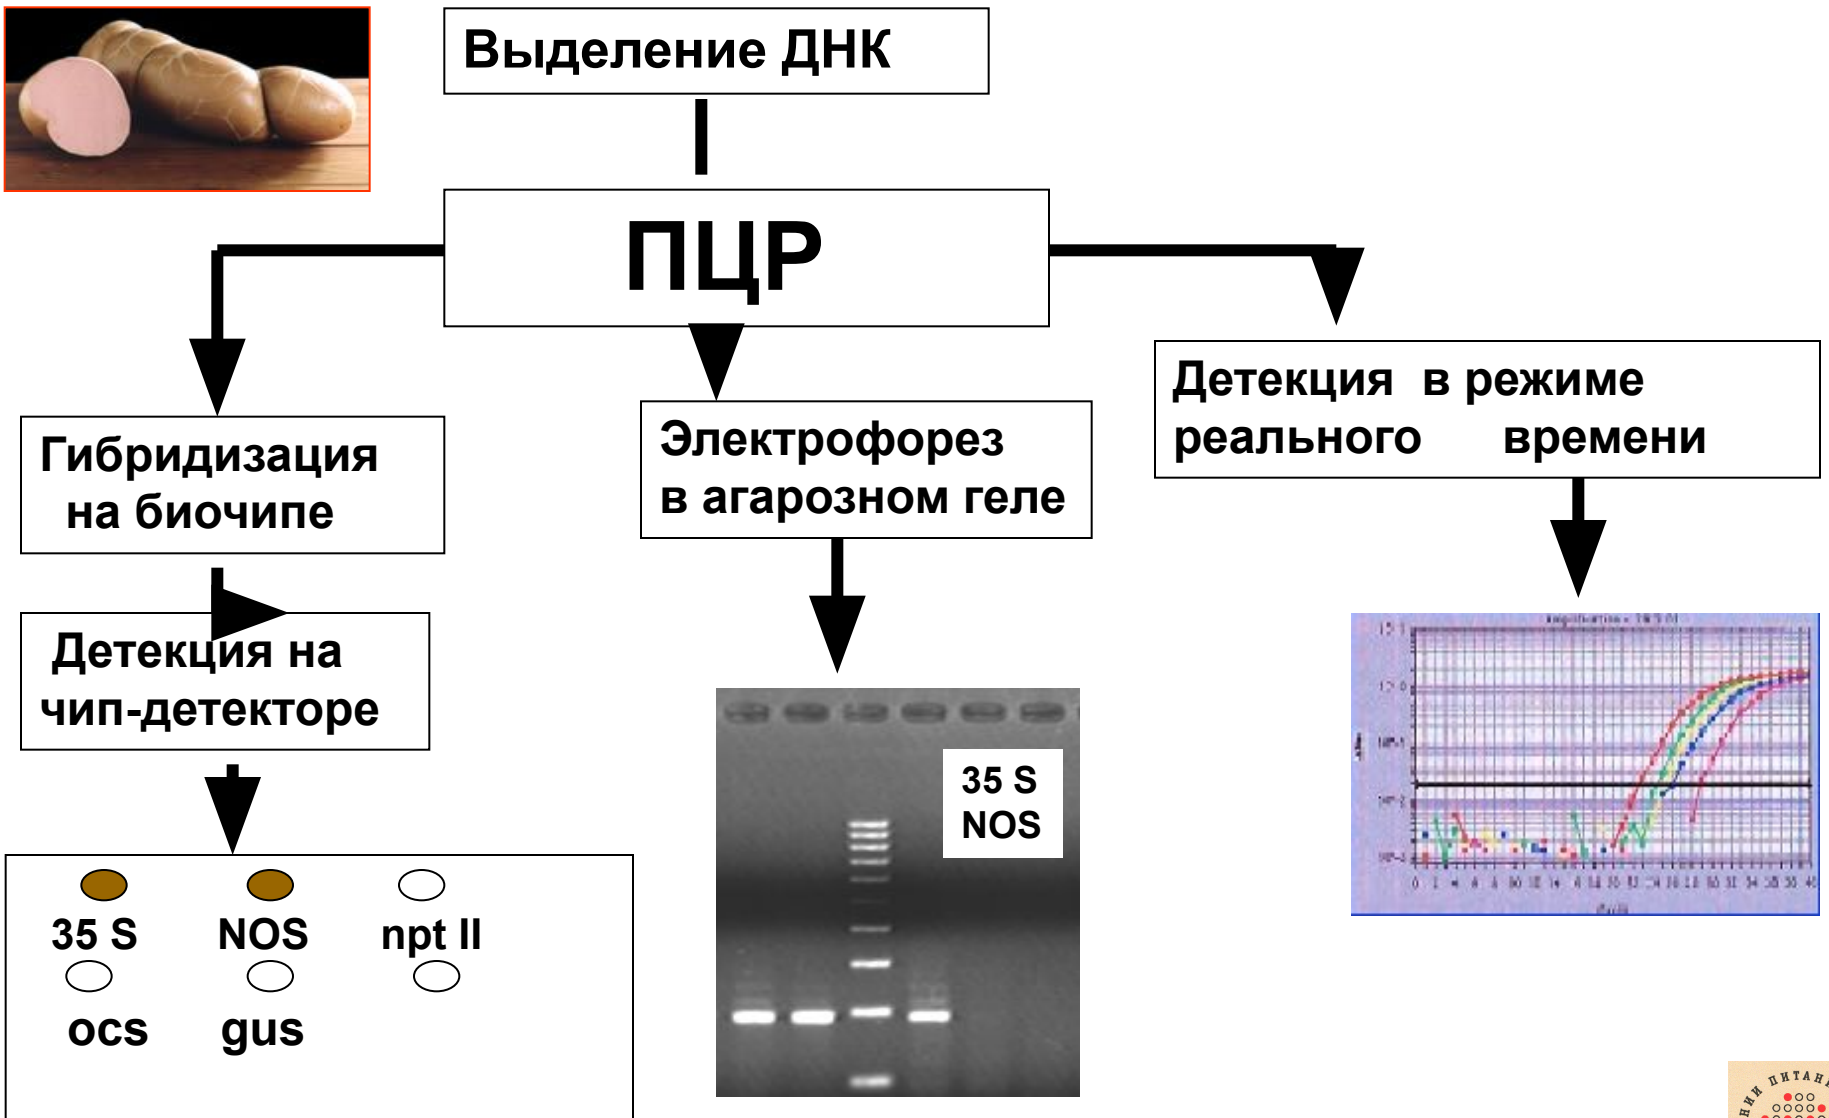 Выделение ДНК
ПЦР
Гибридизация
на биочипе
Электрофорез
в агарозном геле
Детекция в режиме
реального времени
Детекция на
чип-детекторе
35 S
NOS
35 S NOS npt II
ocs gus
ПИТАН